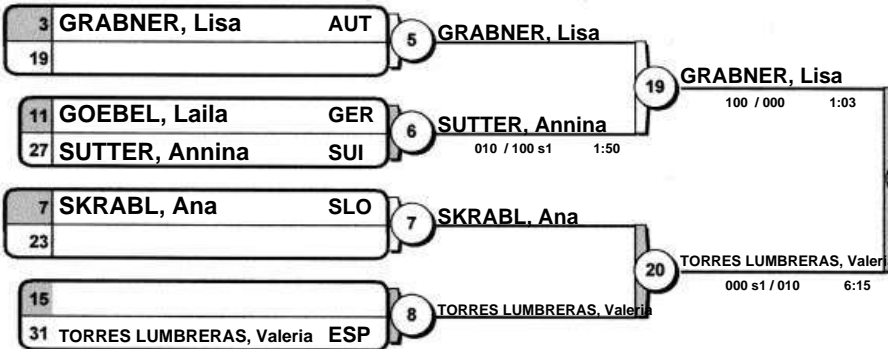 3 GRABNER, Lisa AUT
19
5 GRABNER, Lisa
11 GOEBEL, Laila GER
27 SUTTER, Annina SUI
6 SUTTER, Annina
010 / 100 s1 1:50
19 GRABNER, Lisa
100 / 000 1:03
7 SKRABL, Ana SLO
23
7 SKRABL, Ana
15
31 TORRES LUMBRERAS, Valeria ESP
8 TORRES LUMBRERAS, Valeria
20 TORRES LUMBRERAS, Valeri
000 s1 / 010 6:15